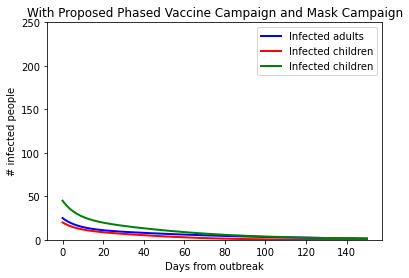 With Proposed Phased Vaccine Campaign and Mask Campaign
Infected adults
Infected children
Infected children
# infected people
250
200
150
100
50
0
0 20 40 60 80 100 120 140
Days from outbreak